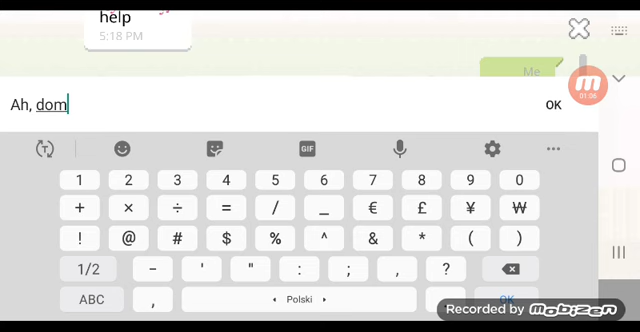 help
5:18 PM
Me
01:06
Ah, dom
OK
GIF
1 2 3 4 5 6 7 8 9 0
+ × ÷ = / _ € £ ¥ ₩
! @ # $ % ^ & * ( )
1/2 - ' " : ; , ?
ABC , Polski . OK
Recorded by MOBIZEN